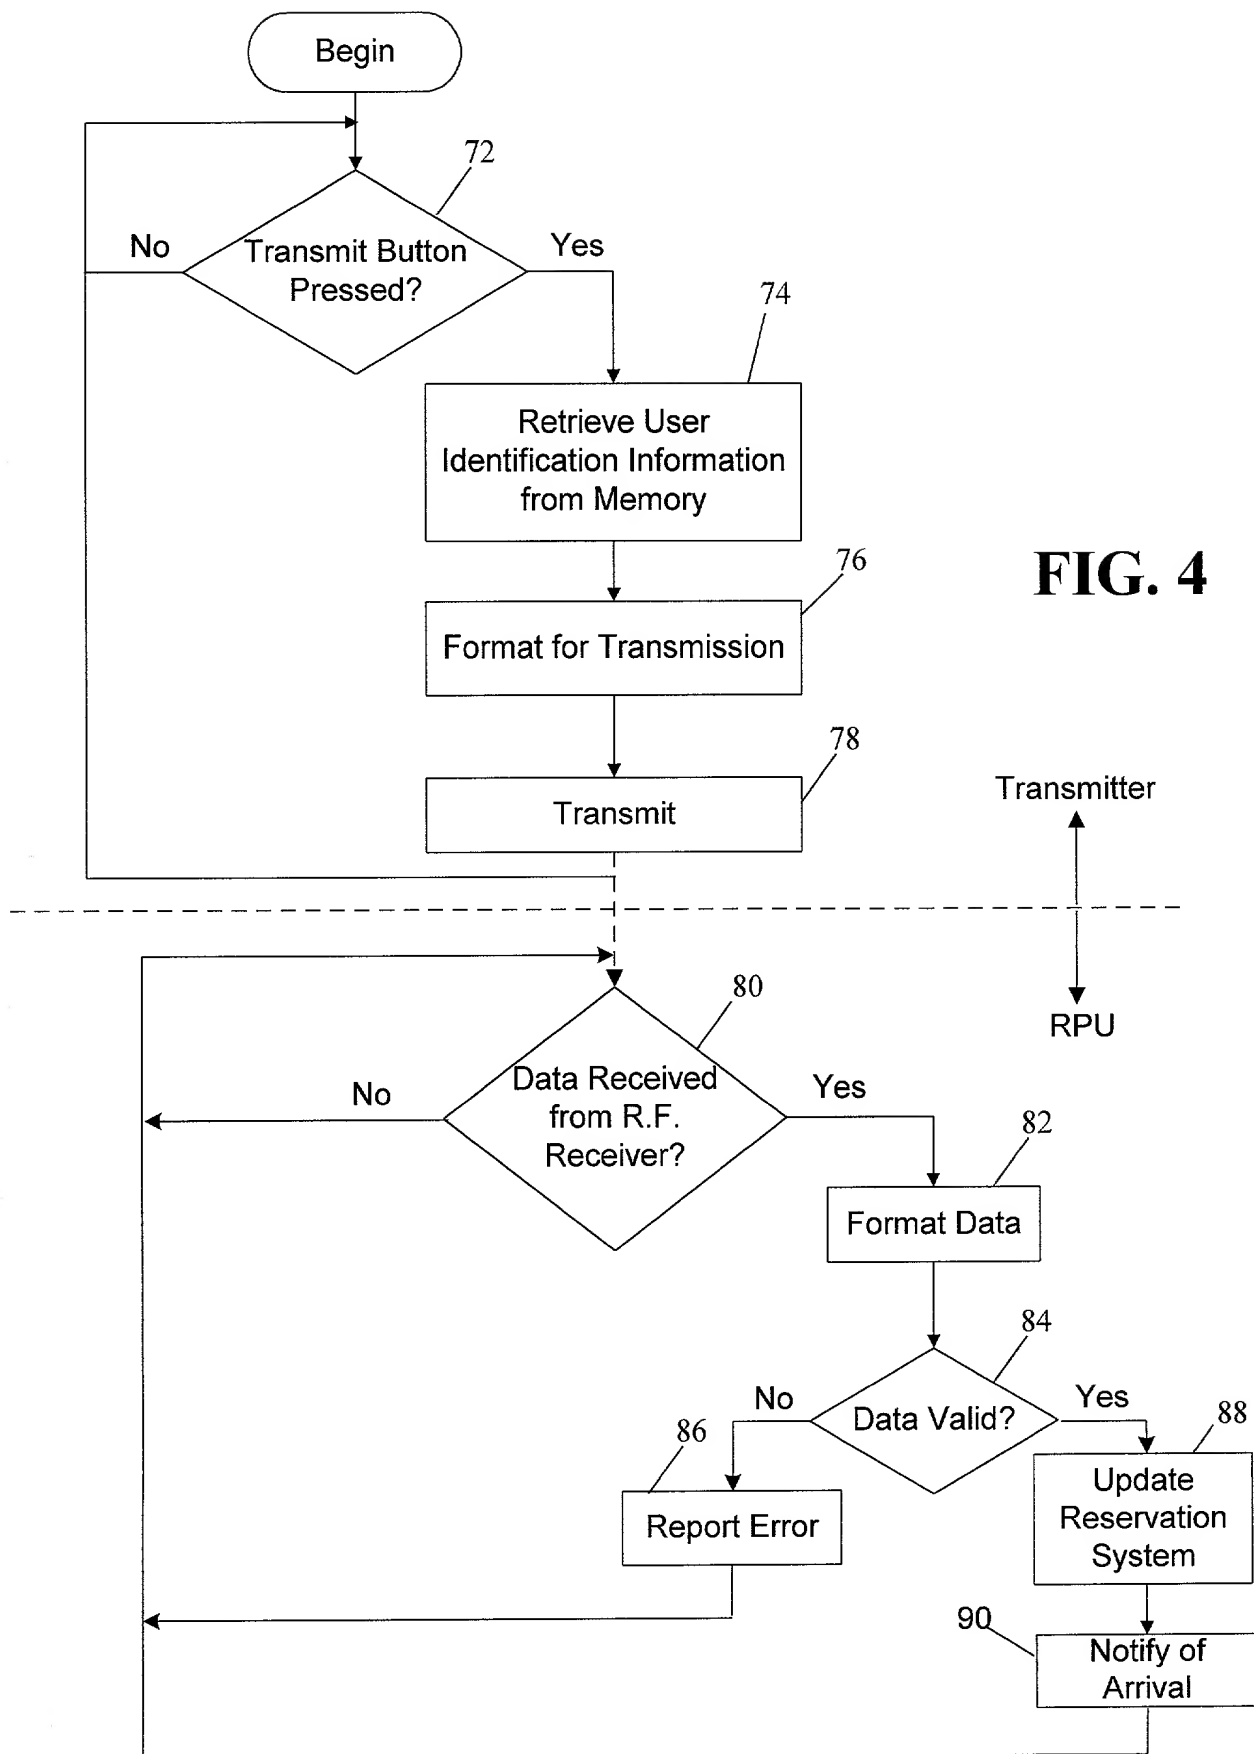 Begin
72
No
Transmit Button
Pressed?
Yes
74
Retrieve User
Identification Information
from Memory
76
FIG. 4
Format for Transmission
78
Transmit
Transmitter
RPU
80
Data Received
from R.F.
Receiver?
No
Yes
82
Format Data
84
Data Valid?
No
Yes
86
Report Error
88
Update
Reservation
System
90
Notify of
Arrival